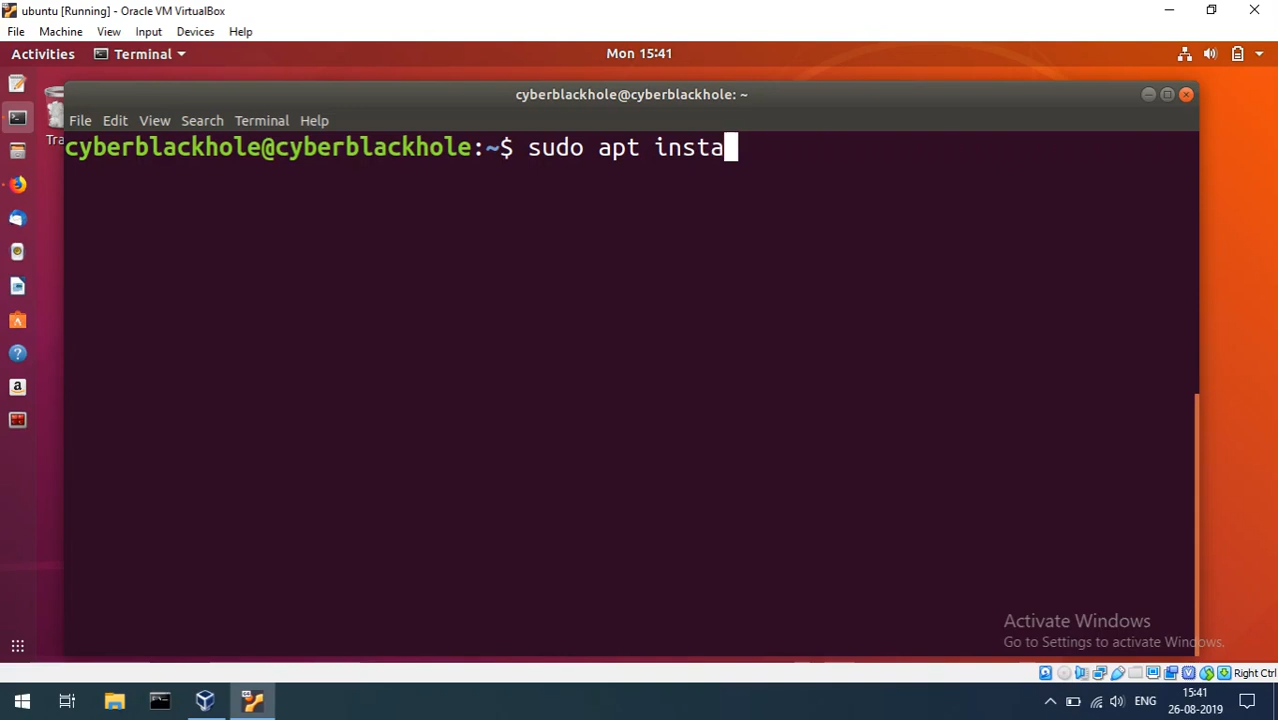 ubuntu [Running] - Oracle VM VirtualBox
File Machine View Input Devices Help
Activities Terminal Mon 15:41
cyberblackhole@cyberblackhole: ~
File Edit View Search Terminal Help
Tra
cyberblackhole@cyberblackhole:~$ sudo apt insta
a
?
Activate Windows
Go to Settings to activate Windows.
Right Ctrl
ENG
15:41
26-08-2019